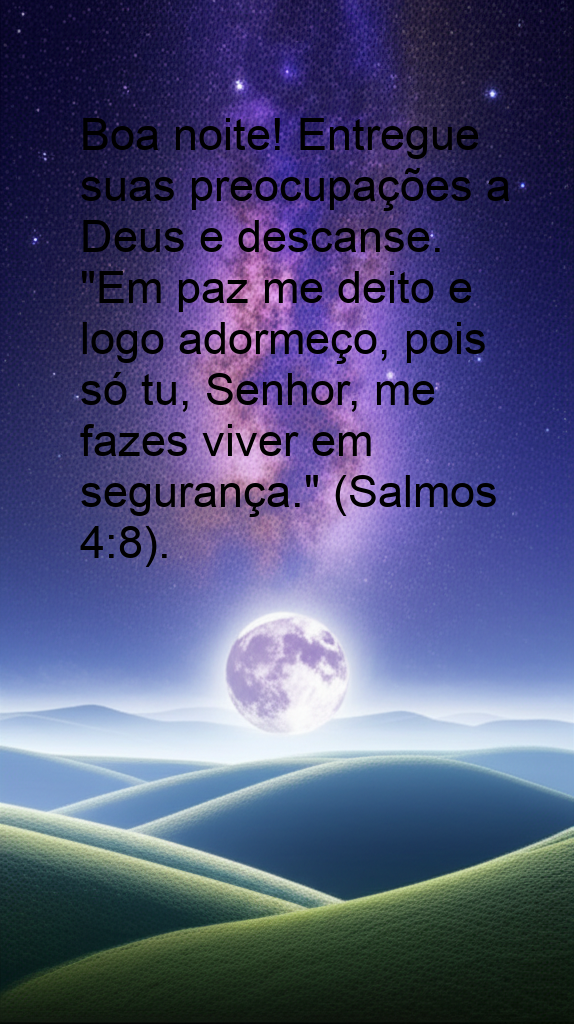 Boa noite! Entregue
suas preocupações a
Deus e descanse.
"Em paz me deito e
logo adormeço, pois
só tu, Senhor, me
fazes viver em
segurança." (Salmos
4:8).